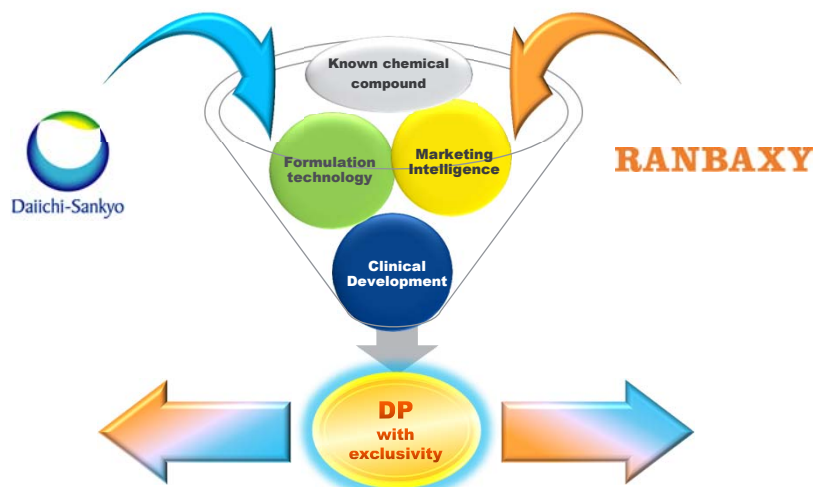 Known chemical
compound
Formulation
technology
Marketing
Intelligence
Daiichi-Sankyo
RANBAXY
Clinical
Development
DP
with
exclusivity